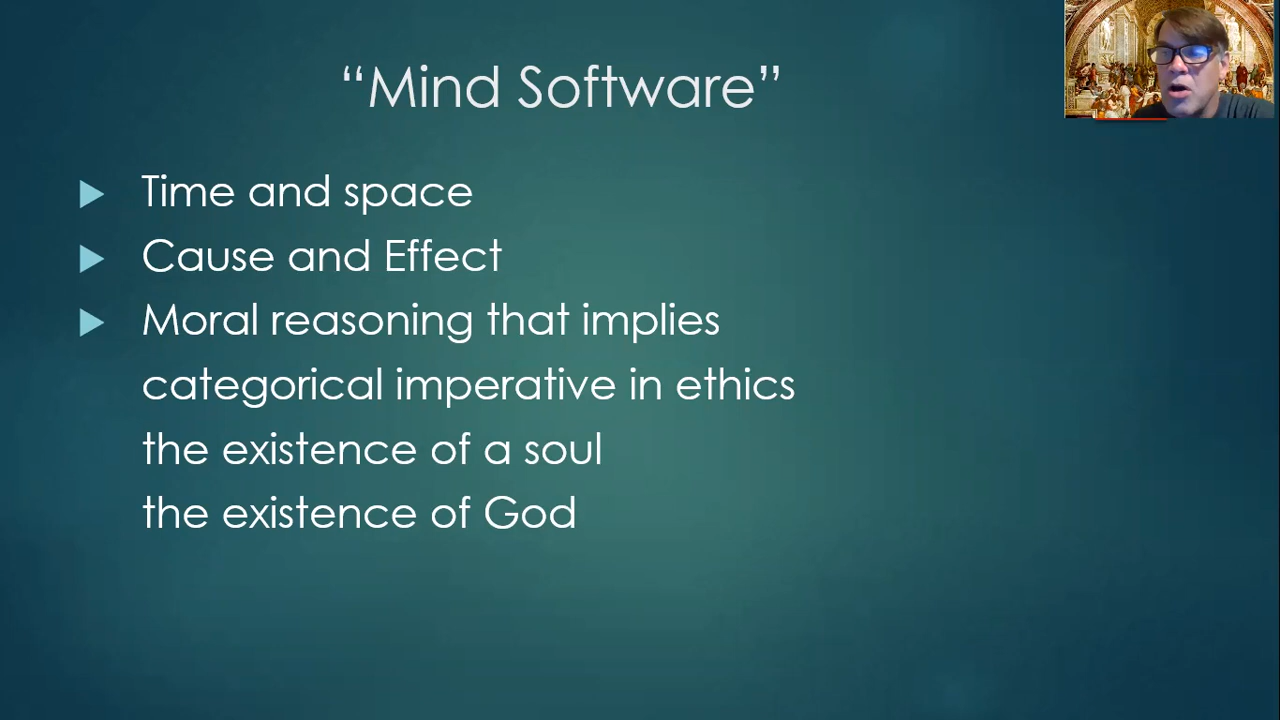 “Mind Software”
Time and space
Cause and Effect
Moral reasoning that implies
categorical imperative in ethics
the existence of a soul
the existence of God